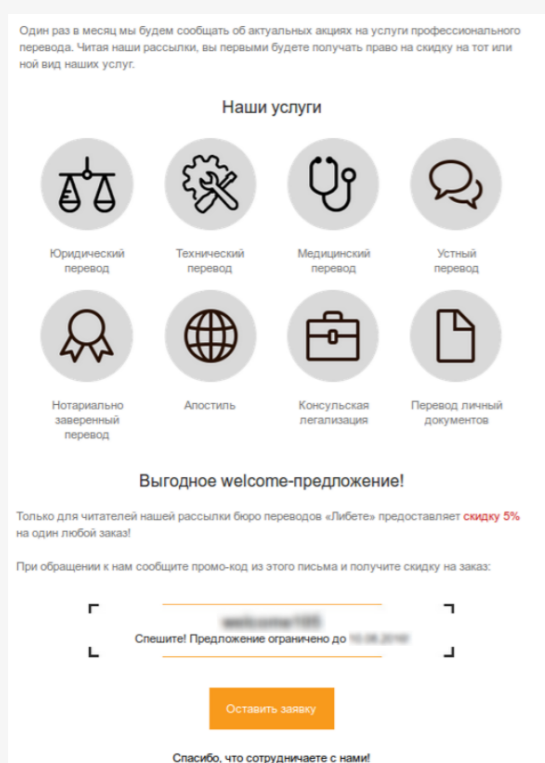 Один раз в месяц мы будем сообщать об актуальных акциях на услуги профессионального
перевода. Читая наши рассылки, вы первыми будете получать право на скидку на тот или
ной вид наших услуг.
Наши услуги
Юридический
перевод
Технический
перевод
Медицинский
перевод
Устный
перевод
Нотариально
заверенный
перевод
Апостиль
Консульская
легализация
Перевод личный
документов
Выгодное welcome-предложение!
Только для читателей нашей рассылки бюро переводов «Либете» предоставляет скидку 5%
на один любой заказ!
При обращении к нам сообщите промо-код из этого письма и получите скидку на заказ:
Спешите! Предложение ограничено до
Оставить заявку
Спасибо, что сотрудничаете с нами!